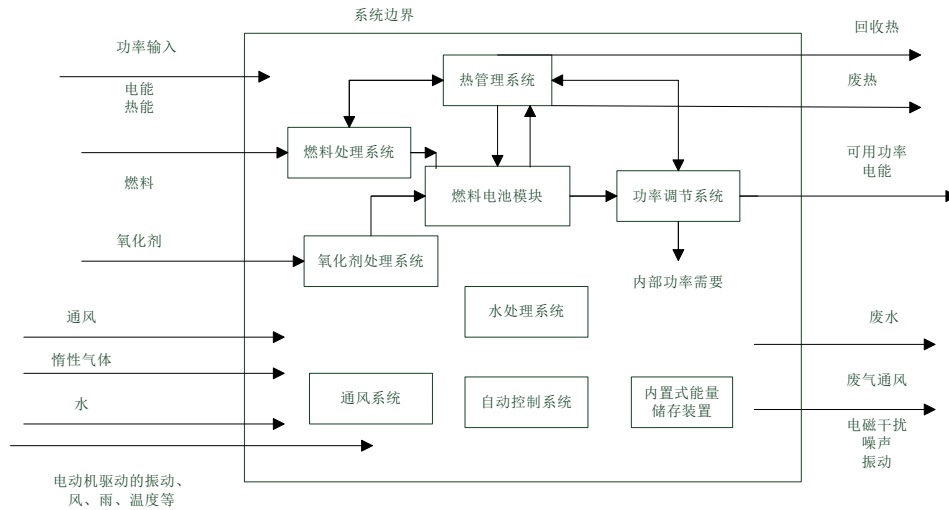 系统边界
功率输入
电能
热能
燃料
氧化剂
通风
惰性气体
水
电动机驱动的振动、
风、雨、温度等
热管理系统
燃料处理系统
燃料电池模块
功率调节系统
氧化剂处理系统
内部功率需要
水处理系统
通风系统
自动控制系统
内置式能量
储存装置
回收热
废热
可用功率
电能
废水
废气通风
电磁干扰
噪声
振动